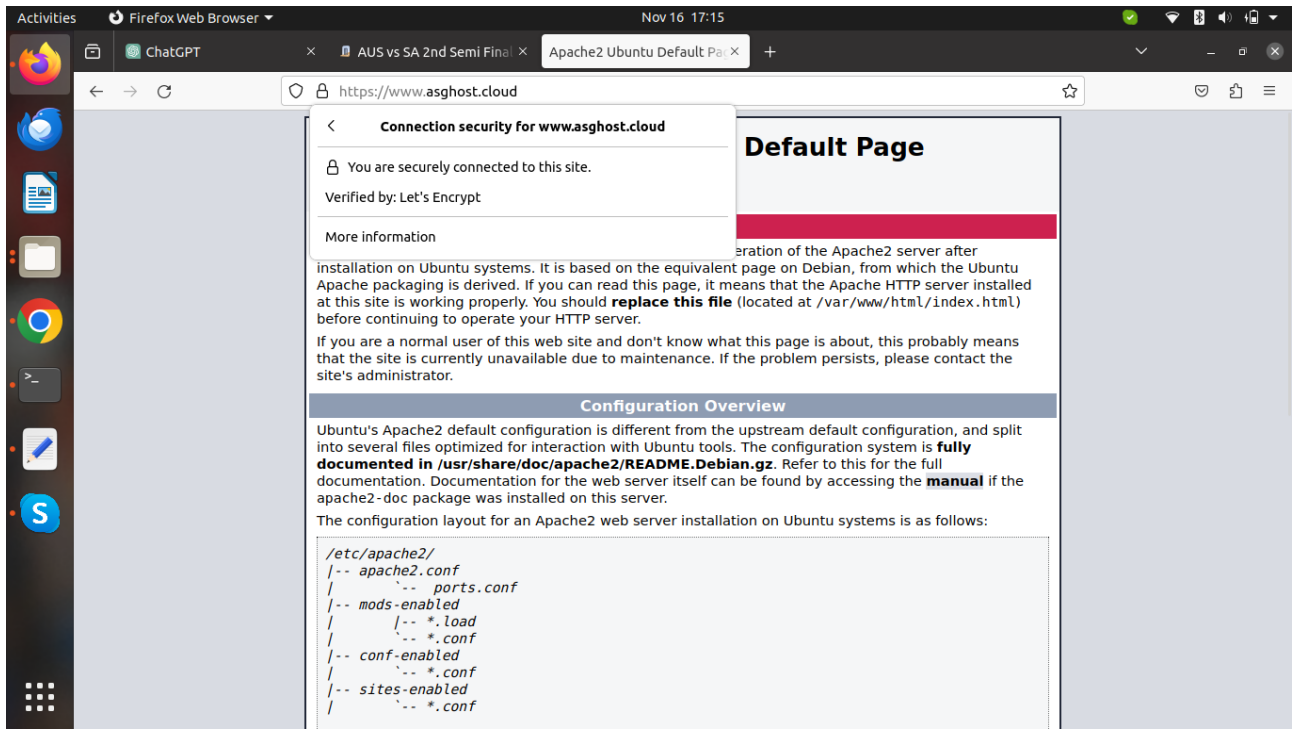 Activities
Firefox Web Browser
Nov 16 17:15
ChatGPT
AUS vs SA 2nd Semi Final
Apache2 Ubuntu Default Pag
https://www.asghost.cloud
Connection security for www.asghost.cloud
You are securely connected to this site.
Verified by: Let's Encrypt
More information
Default Page
eration of the Apache2 server after
installation on Ubuntu systems. It is based on the equivalent page on Debian, from which the Ubuntu
Apache packaging is derived. If you can read this page, it means that the Apache HTTP server installed
at this site is working properly. You should replace this file (located at /var/www/html/index.html)
before continuing to operate your HTTP server.
If you are a normal user of this web site and don't know what this page is about, this probably means
that the site is currently unavailable due to maintenance. If the problem persists, please contact the
site's administrator.
Configuration Overview
Ubuntu's Apache2 default configuration is different from the upstream default configuration, and split
into several files optimized for interaction with Ubuntu tools. The configuration system is fully
documented in /usr/share/doc/apache2/README.Debian.gz. Refer to this for the full
documentation. Documentation for the web server itself can be found by accessing the manual if the
apache2-doc package was installed on this server.
The configuration layout for an Apache2 web server installation on Ubuntu systems is as follows:
/etc/apache2/
|-- apache2.conf
|       `--  ports.conf
|-- mods-enabled
|       |-- *.load
|       `-- *.conf
|-- conf-enabled
|       `-- *.conf
|-- sites-enabled
|       `-- *.conf